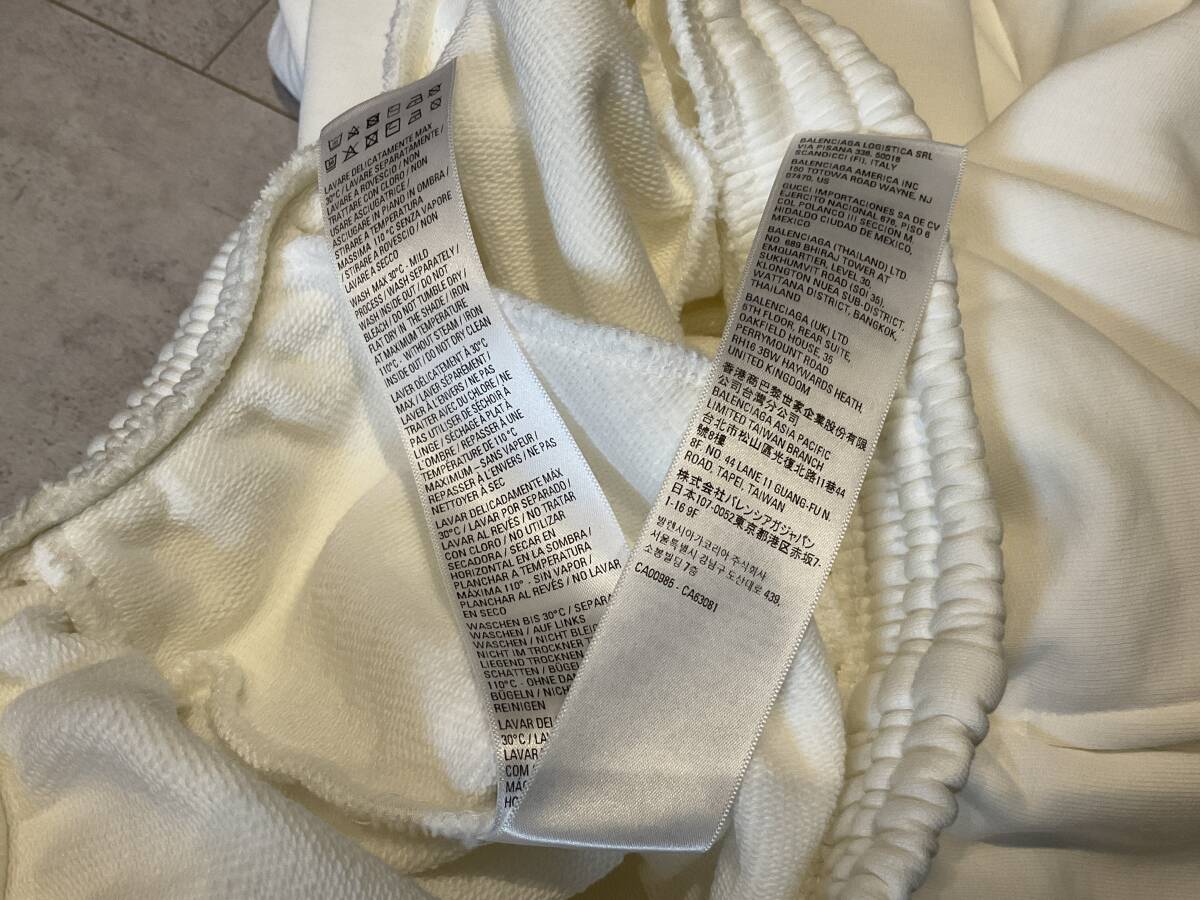 LAVARE DELICATAMENTE MAX
30°C / LAVARE SEPARATAMENTE /
LAVARE ROVESCIO / NON
TRATTARE CON CLORO / NON
USARE ASCIUGATRICE /
ASCIUGARE IN PIANO IN OMBRA /
STIRARE A TEMPERATURA
MASSIMA 110°C SENZA VAPORE
/ STIRARE A ROVESCIO / NON
LAVARE A SECCO
WASH MAX 30°C - MILD
PROCESS / WASH SEPARATELY /
WASH INSIDE OUT / DO NOT
BLEACH / DO NOT TUMBLE DRY /
FLAT DRY IN THE SHADE / IRON
AT MAXIMUM TEMPERATURE
110°C - WITHOUT STEAM / IRON
INSIDE OUT / DO NOT DRY CLEAN
LAVER DÉLICATEMENT À 30°C
MAX / LAVER SÉPARÉMENT /
LAVER À L'ENVERS / NE PAS
TRAITER AVEC DU CHLORE / NE
PAS UTILISER DE SÉCHOIR À
LINGE / SÉCHAGE À PLAT À
L'OMBRE / REPASSER À UNE
TEMPÉRATURE DE 110 °C
MAXIMUM – SANS VAPEUR /
REPASSER À L'ENVERS / NE PAS
NETTOYER À SEC
LAVAR DELICADAMENTE MÁX
30°C / LAVAR POR SEPARADO /
LAVAR AL REVÉS / NO TRATAR
CON CLORO / NO UTILIZAR
SECADORA / SECAR EN
HORIZONTAL EN LA SOMBRA /
PLANCHAR A TEMPERATURA
MÁXIMA 110° - SIN VAPOR /
PLANCHAR AL REVÉS / NO LAVAR
EN SECO
WASCHEN BIS 30°C / SEPARA
WASCHEN / AUF LINKS
WASCHEN / NICHT BLEIC
NICHT IM TROCKNER T
LIEGEND TROCKNEN
SCHATTEN / BÜGELN
110°C - OHNE DAM
BÜGELN / NICH
REINIGEN
LAVAR DEL
30°C / LA
LAVAR
COM
MÁ
HO
BALENCIAGA LOGISTICA SRL
VIA PISANA 336, 50018
SCANDICCI (FI), ITALY
BALENCIAGA AMERICA INC
150 TOTOWA ROAD WAYNE, NJ
07470, US
GUCCI IMPORTACIONES SA DE CV
EJERCITO NACIONAL 676, PISO 6
COL POLANCO III SECCION M.
HIDALDO CIUDAD DE MEXICO,
MEXICO
BALENCIAGA (THAILAND) LTD
NO. 689 BHIRAJ TOWER AT
EMQUARTIER, LEVEL 30,
SUKHUMVIT ROAD (SOI 35),
KLONGTON NUEA SUB-DISTRICT,
WATTANA DISTRICT, BANGKOK,
THAILAND
BALENCIAGA (UK) LTD
5TH FLOOR, REAR SUITE,
OAKFIELD HOUSE, 35
PERRYMOUNT ROAD
RH16 3BW HAYWARDS HEATH,
UNITED KINGDOM
香港商巴黎世家企業股份有限
公司台灣分公司
BALENCIAGA ASIA PACIFIC
LIMITED TAIWAN BRANCH
台北市松山區光復北路11巷44
號8樓
8F. NO. 44 LANE 11 GUANG-FU N.
ROAD, TAPEI TAIWAN
株式会社バレンシアガジャパン
日本107-0052東京都港区赤坂7-
1-16 9F
발렌시아가코리아 주식회사
서울특별시 강남구 도산대로 439,
소봉빌딩 7층
CA00985 - CA63081